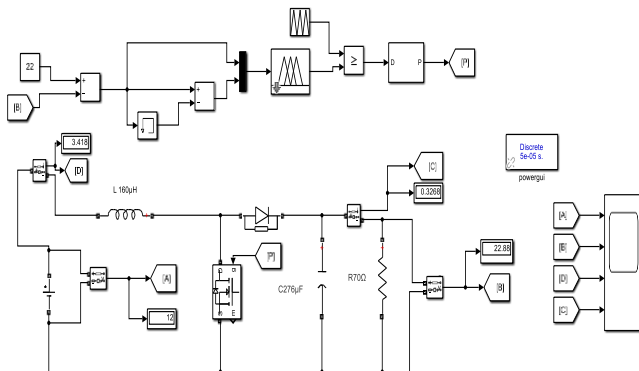 22
[B]
≥
D
P
[P]
3.418
[D]
[C]
0.3268
Discrete
5e-05 s.
powergui
L 160µH
[A]
12
[P]
g
C
E
C276µF
R70Ω
22.88
[B]
[A]
[B]
[D]
[C]